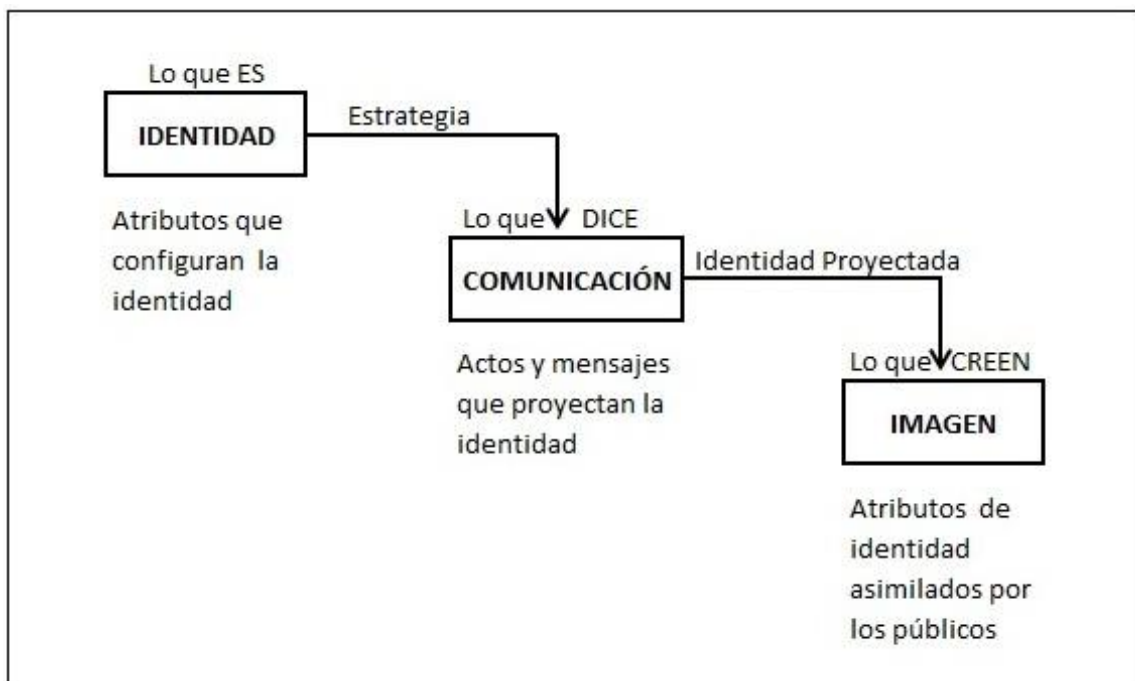 Lo que ES
IDENTIDAD
Estrategia
Atributos que
configuran la
identidad
Lo que DICE
COMUNICACIÓN
Identidad Proyectada
Actos y mensajes
que proyectan la
identidad
Lo que CREEN
IMAGEN
Atributos de
identidad
asimilados por
los públicos